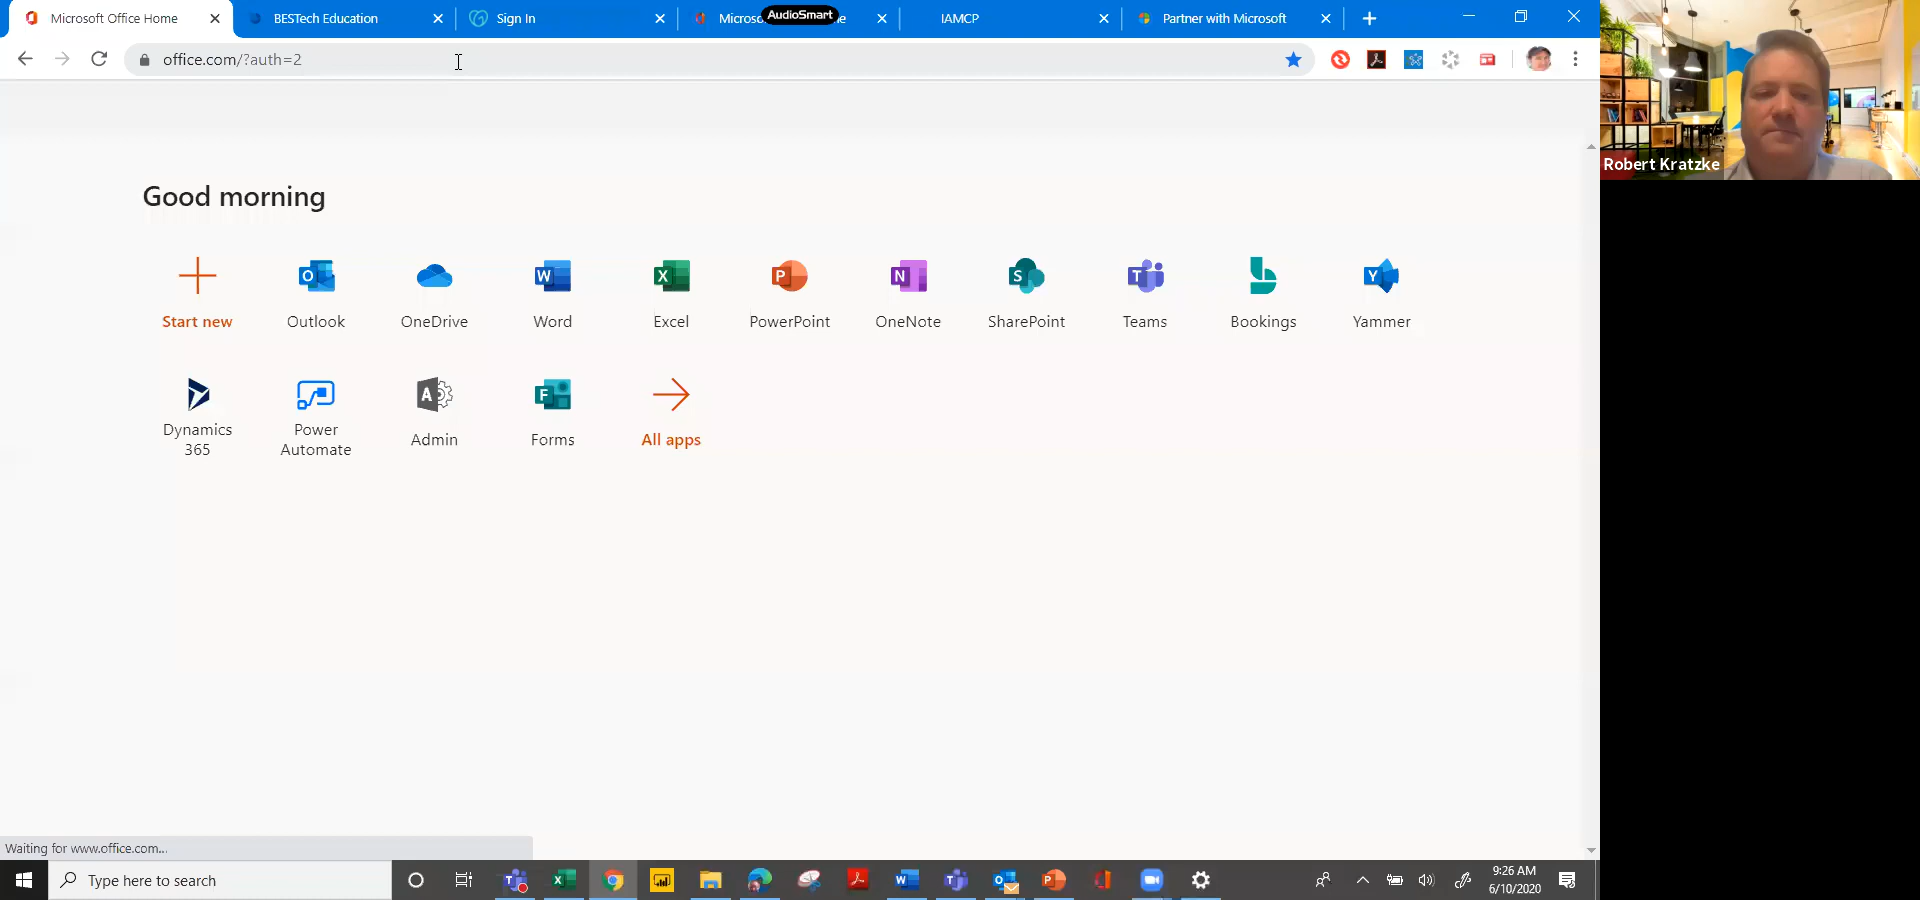 Microsoft Office Home
BESTech Education
Sign In
Microso
AudioSmart
e
IAMCP
Partner with Microsoft
office.com/?auth=2
Robert Kratzke
Good morning
Start new
Outlook
OneDrive
Word
Excel
PowerPoint
OneNote
SharePoint
Teams
Bookings
Yammer
Dynamics
365
Power
Automate
Admin
Forms
All apps
Waiting for www.office.com...
Type here to search
9:26 AM
6/10/2020